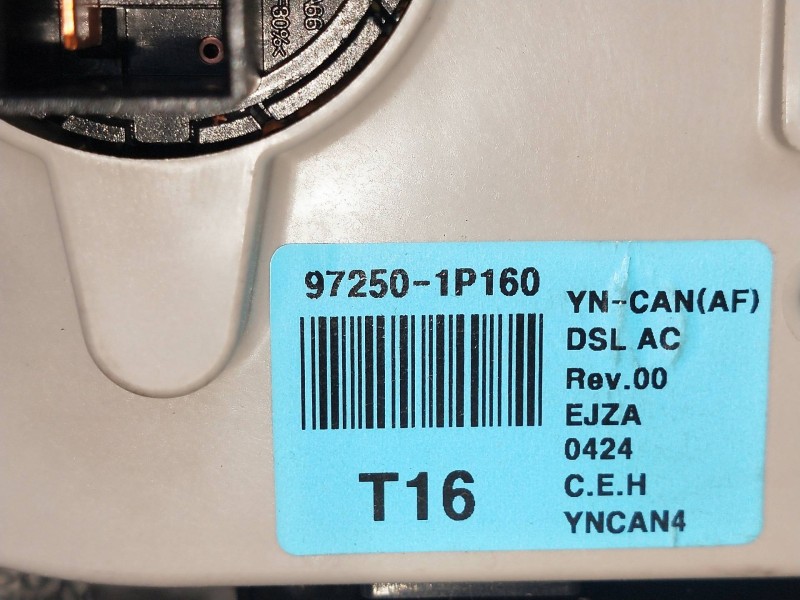 97250-1P160
T16
YN-CAN(AF)
DSL AC
Rev.00
EJZA
0424
C.E.H
YNCAN4